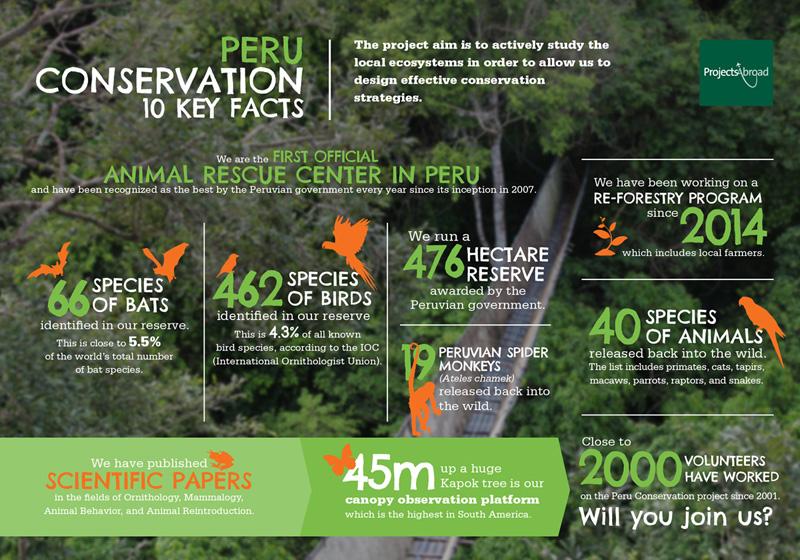 PERU
CONSERVATION
10 KEY FACTS
The project aim is to actively study the
local ecosystems in order to allow us to
design effective conservation
strategies.
ProjectsAbroad
We are the FIRST OFFICIAL
ANIMAL RESCUE CENTER IN PERU
and have been recognized as the best by the Peruvian government every year since its inception in 2007.
66 SPECIES
OF BATS
identified in our reserve.
This is close to 5.5%
of the world's total number
of bat species.
462 SPECIES
OF BIRDS
identified in our reserve
This is 4.3% of all known
bird species, according to the IOC
(International Ornithologist Union).
We run a
476 HECTARE
RESERVE
awarded by the
Peruvian government.
19 PERUVIAN SPIDER
MONKEYS
(Ateles chamek)
released back into
the wild.
We have been working on a
RE-FORESTRY PROGRAM
since 2014
which includes local farmers.
40 SPECIES
OF ANIMALS
released back into the wild.
The list includes primates, cats, tapirs,
macaws, parrots, raptors, and snakes.
We have published
SCIENTIFIC PAPERS
in the fields of Ornithology, Mammalogy,
Animal Behavior, and Animal Reintroduction.
45m up a huge
Kapok tree is our
canopy observation platform
which is the highest in South America.
Close to
2000 VOLUNTEERS
HAVE WORKED
on the Peru Conservation project since 2001.
Will you join us?